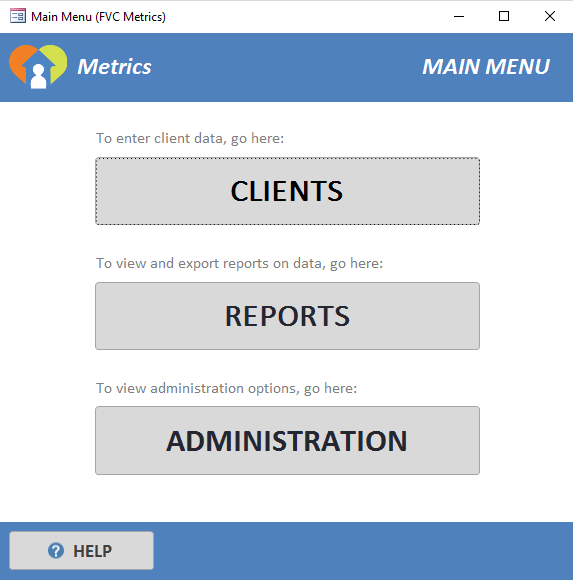 Main Menu (FVC Metrics)
Metrics
MAIN MENU
To enter client data, go here:
CLIENTS
To view and export reports on data, go here:
REPORTS
To view administration options, go here:
ADMINISTRATION
? HELP